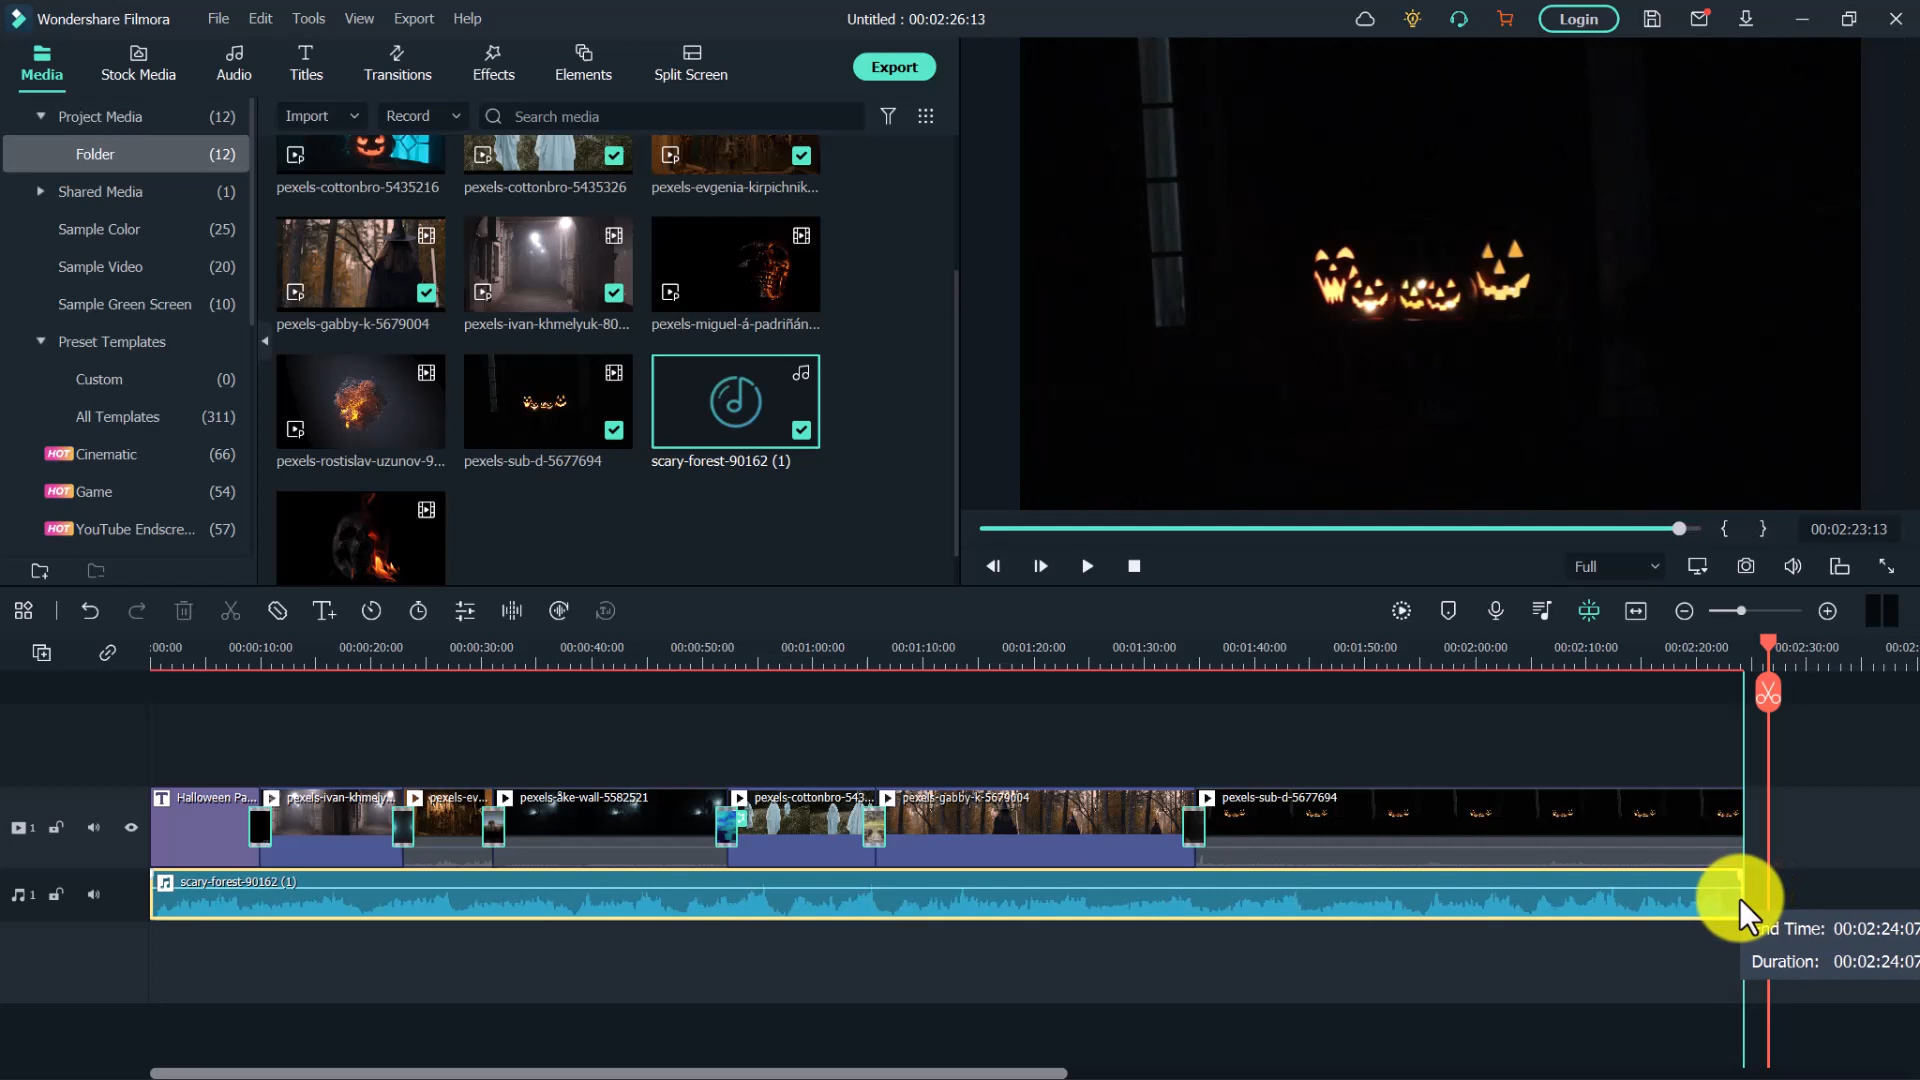 Wondershare Filmora File Edit Tools View Export Help Untitled : 00:02:26:13 Login
Media Stock Media Audio Titles Transitions Effects Elements Split Screen Export
Project Media (12)
Folder (12)
Shared Media (1)
Sample Color (25)
Sample Video (20)
Sample Green Screen (10)
Preset Templates
Custom (0)
All Templates (311)
HOT Cinematic (66)
HOT Game (54)
HOT YouTube Endscre... (57)
Import Record Search media
pexels-cottonbro-5435216 pexels-cottonbro-5435326 pexels-evgenia-kirpichnik...
pexels-gabby-k-5679004 pexels-ivan-khmelyuk-80... pexels-miguel-á-padriñán...
pexels-rostislav-uzunov-9... pexels-sub-d-5677694 scary-forest-90162 (1)
00:02:23:13
Full
:00:00 00:00:10:00 00:00:20:00 00:00:30:00 00:00:40:00 00:00:50:00 00:01:00:00 00:01:10:00 00:01:20:00 00:01:30:00 00:01:40:00 00:01:50:00 00:02:00:00 00:02:10:00 00:02:20:00 00:02:30:00 00:02:
Halloween Pa... pexels-ivan-khmely... pexels-ev... pexels-åke-wall-5582521 pexels-cottonbro-543... pexels-gabby-k-5679004 pexels-sub-d-5677694
1
scary-forest-90162 (1)
1
End Time: 00:02:24:07
Duration: 00:02:24:07